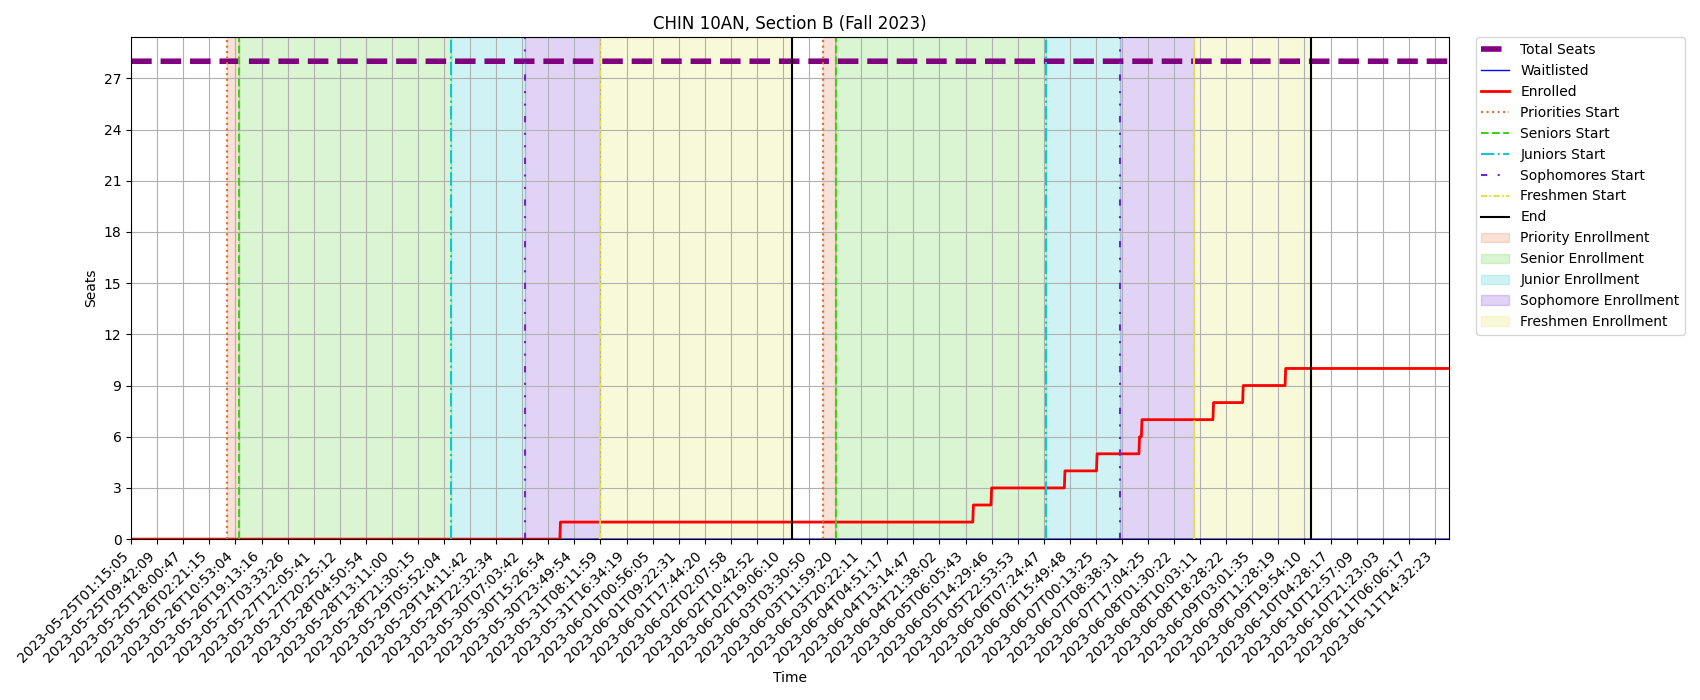 CHIN 10AN, Section B (Fall 2023)
Seats
27
24
21
18
15
12
9
6
3
0
2023-05-25T01:15:05
2023-05-25T09:42:09
2023-05-25T18:00:47
2023-05-26T02:21:15
2023-05-26T10:53:04
2023-05-26T19:13:16
2023-05-27T03:33:26
2023-05-27T12:05:41
2023-05-27T20:25:12
2023-05-28T04:50:54
2023-05-28T13:11:00
2023-05-28T21:30:15
2023-05-29T05:52:04
2023-05-29T14:11:42
2023-05-29T22:32:34
2023-05-30T07:03:42
2023-05-30T15:26:54
2023-05-30T23:49:54
2023-05-31T08:11:59
2023-05-31T16:34:19
2023-06-01T00:56:05
2023-06-01T09:22:31
2023-06-01T17:44:20
2023-06-02T02:07:58
2023-06-02T10:42:52
2023-06-02T19:06:10
2023-06-03T03:30:50
2023-06-03T11:59:20
2023-06-03T20:22:11
2023-06-04T04:51:17
2023-06-04T13:14:47
2023-06-04T21:38:02
2023-06-05T06:05:43
2023-06-05T14:29:46
2023-06-05T22:53:53
2023-06-06T07:24:47
2023-06-06T15:49:48
2023-06-07T00:13:25
2023-06-07T08:38:31
2023-06-07T17:04:25
2023-06-08T01:30:22
2023-06-08T10:03:11
2023-06-08T18:28:22
2023-06-09T03:01:35
2023-06-09T11:28:19
2023-06-09T19:54:10
2023-06-10T04:28:17
2023-06-10T12:57:09
2023-06-10T21:23:03
2023-06-11T06:06:17
2023-06-11T14:32:23
Time
Total Seats
Waitlisted
Enrolled
Priorities Start
Seniors Start
Juniors Start
Sophomores Start
Freshmen Start
End
Priority Enrollment
Senior Enrollment
Junior Enrollment
Sophomore Enrollment
Freshmen Enrollment